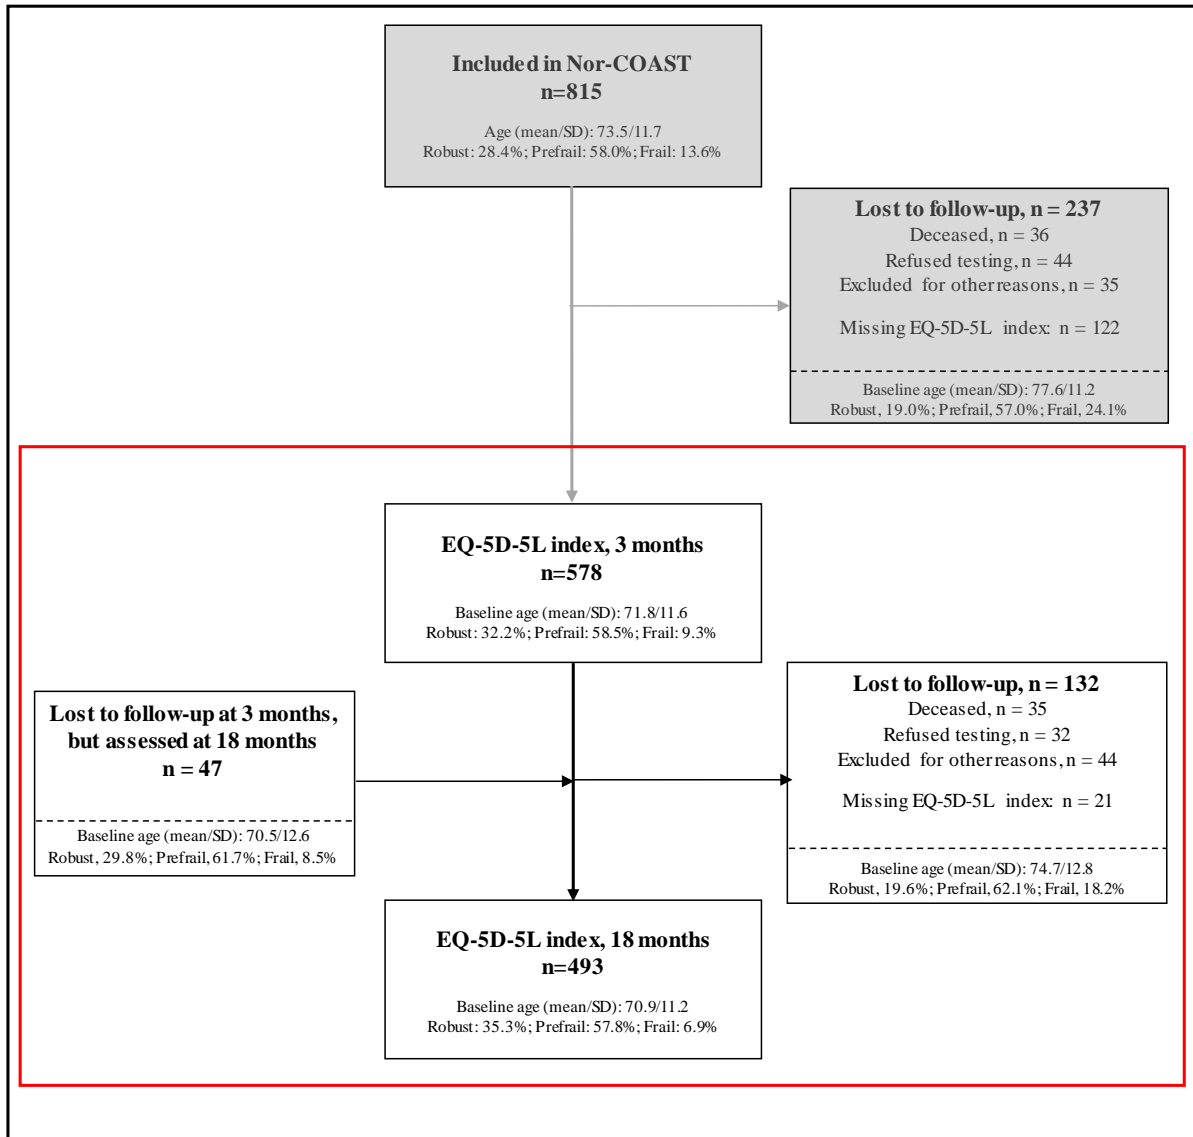 Included in Nor-COAST
n=815
Age (mean/SD): 73.5/11.7
Robust: 28.4%; Prefrail: 58.0%; Frail: 13.6%
Lost to follow-up, n = 237
Deceased, n = 36
Refused testing, n = 44
Excluded for other reasons, n = 35
Missing EQ-5D-5L index: n = 122
Baseline age (mean/SD): 77.6/11.2
Robust, 19.0%; Prefrail, 57.0%; Frail, 24.1%
EQ-5D-5L index, 3 months
n=578
Baseline age (mean/SD): 71.8/11.6
Robust: 32.2%; Prefrail: 58.5%; Frail: 9.3%
Lost to follow-up at 3 months,
but assessed at 18 months
n = 47
Baseline age (mean/SD): 70.5/12.6
Robust, 29.8%; Prefrail, 61.7%; Frail, 8.5%
Lost to follow-up, n = 132
Deceased, n = 35
Refused testing, n = 32
Excluded for other reasons, n = 44
Missing EQ-5D-5L index: n = 21
Baseline age (mean/SD): 74.7/12.8
Robust, 19.6%; Prefrail, 62.1%; Frail, 18.2%
EQ-5D-5L index, 18 months
n=493
Baseline age (mean/SD): 70.9/11.2
Robust: 35.3%; Prefrail: 57.8%; Frail: 6.9%